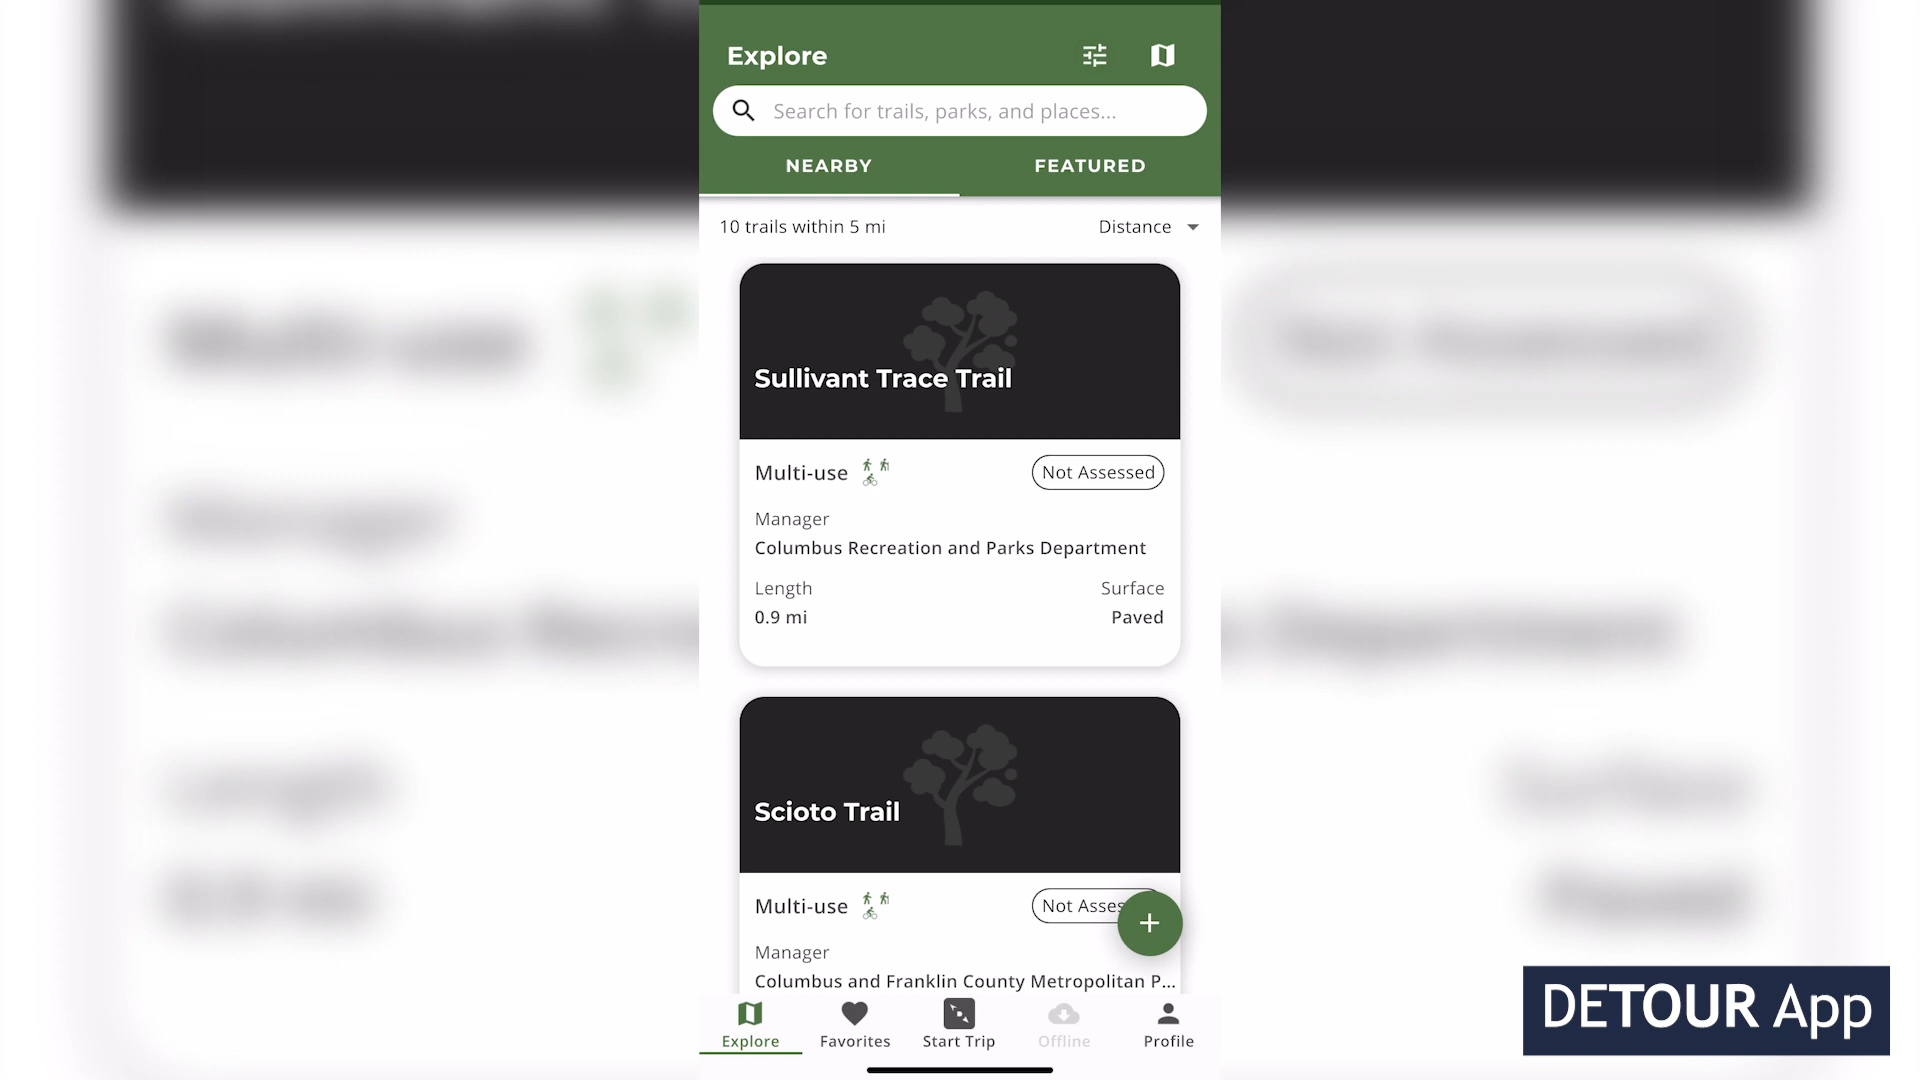 Explore
Search for trails, parks, and places...
NEARBY FEATURED
10 trails within 5 mi Distance
Sullivant Trace Trail
Multi-use Not Assessed
Manager
Columbus Recreation and Parks Department
Length Surface
0.9 mi Paved
Scioto Trail
Multi-use Not Asses
Manager
Columbus and Franklin County Metropolitan P...
Explore Favorites Start Trip Offline Profile
DETOUR App